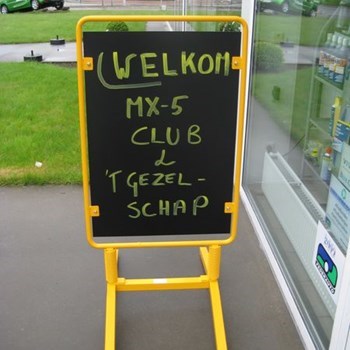 WELKOM
MX-5
CLUB
&
'T GEZEL-
SCHAP